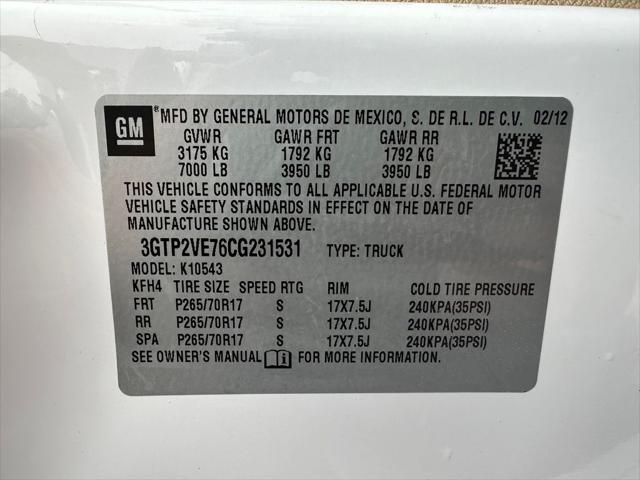 GM ®MFD BY GENERAL MOTORS DE MEXICO, S. DE R.L. DE C.V. 02/12
GVWR GAWR FRT GAWR RR
3175 KG 1792 KG 1792 KG
7000 LB 3950 LB 3950 LB
THIS VEHICLE CONFORMS TO ALL APPLICABLE U.S. FEDERAL MOTOR
VEHICLE SAFETY STANDARDS IN EFFECT ON THE DATE OF
MANUFACTURE SHOWN ABOVE.
3GTP2VE76CG231531 TYPE: TRUCK
MODEL: K10543
KFH4 TIRE SIZE SPEED RTG RIM COLD TIRE PRESSURE
FRT P265/70R17 S 17X7.5J 240KPA(35PSI)
RR P265/70R17 S 17X7.5J 240KPA(35PSI)
SPA P265/70R17 S 17X7.5J 240KPA(35PSI)
SEE OWNER'S MANUAL FOR MORE INFORMATION.